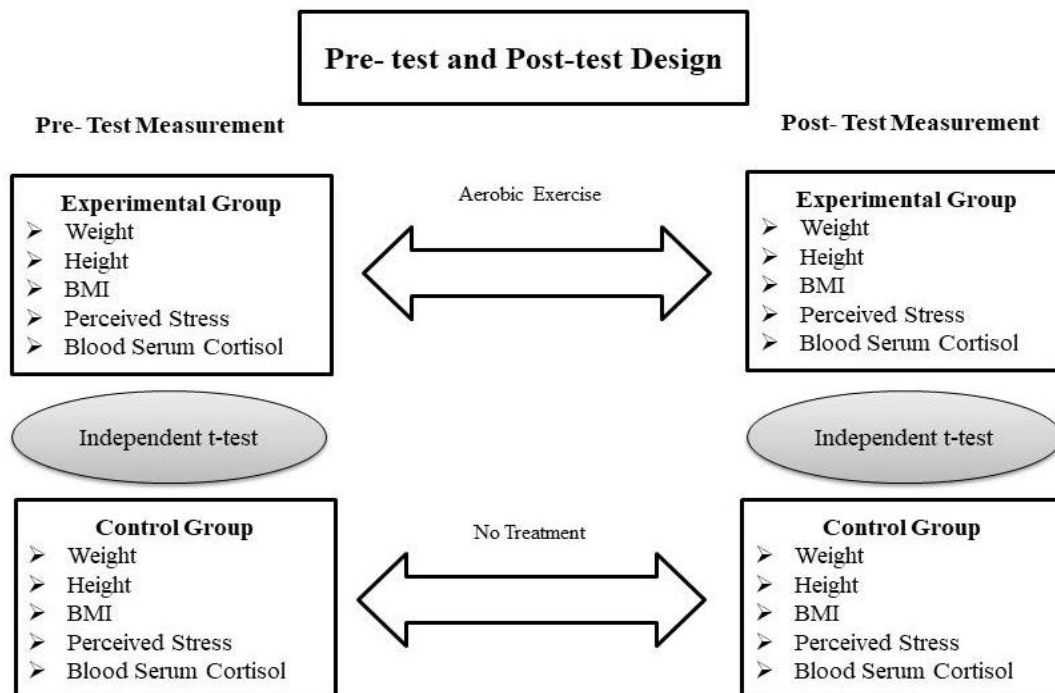 Pre- test and Post-test Design
Pre- Test Measurement
Post- Test Measurement
Experimental Group
Weight
Height
BMI
Perceived Stress
Blood Serum Cortisol
Aerobic Exercise
Experimental Group
Weight
Height
BMI
Perceived Stress
Blood Serum Cortisol
Independent t-test
Independent t-test
Control Group
Weight
Height
BMI
Perceived Stress
Blood Serum Cortisol
No Treatment
Control Group
Weight
Height
BMI
Perceived Stress
Blood Serum Cortisol